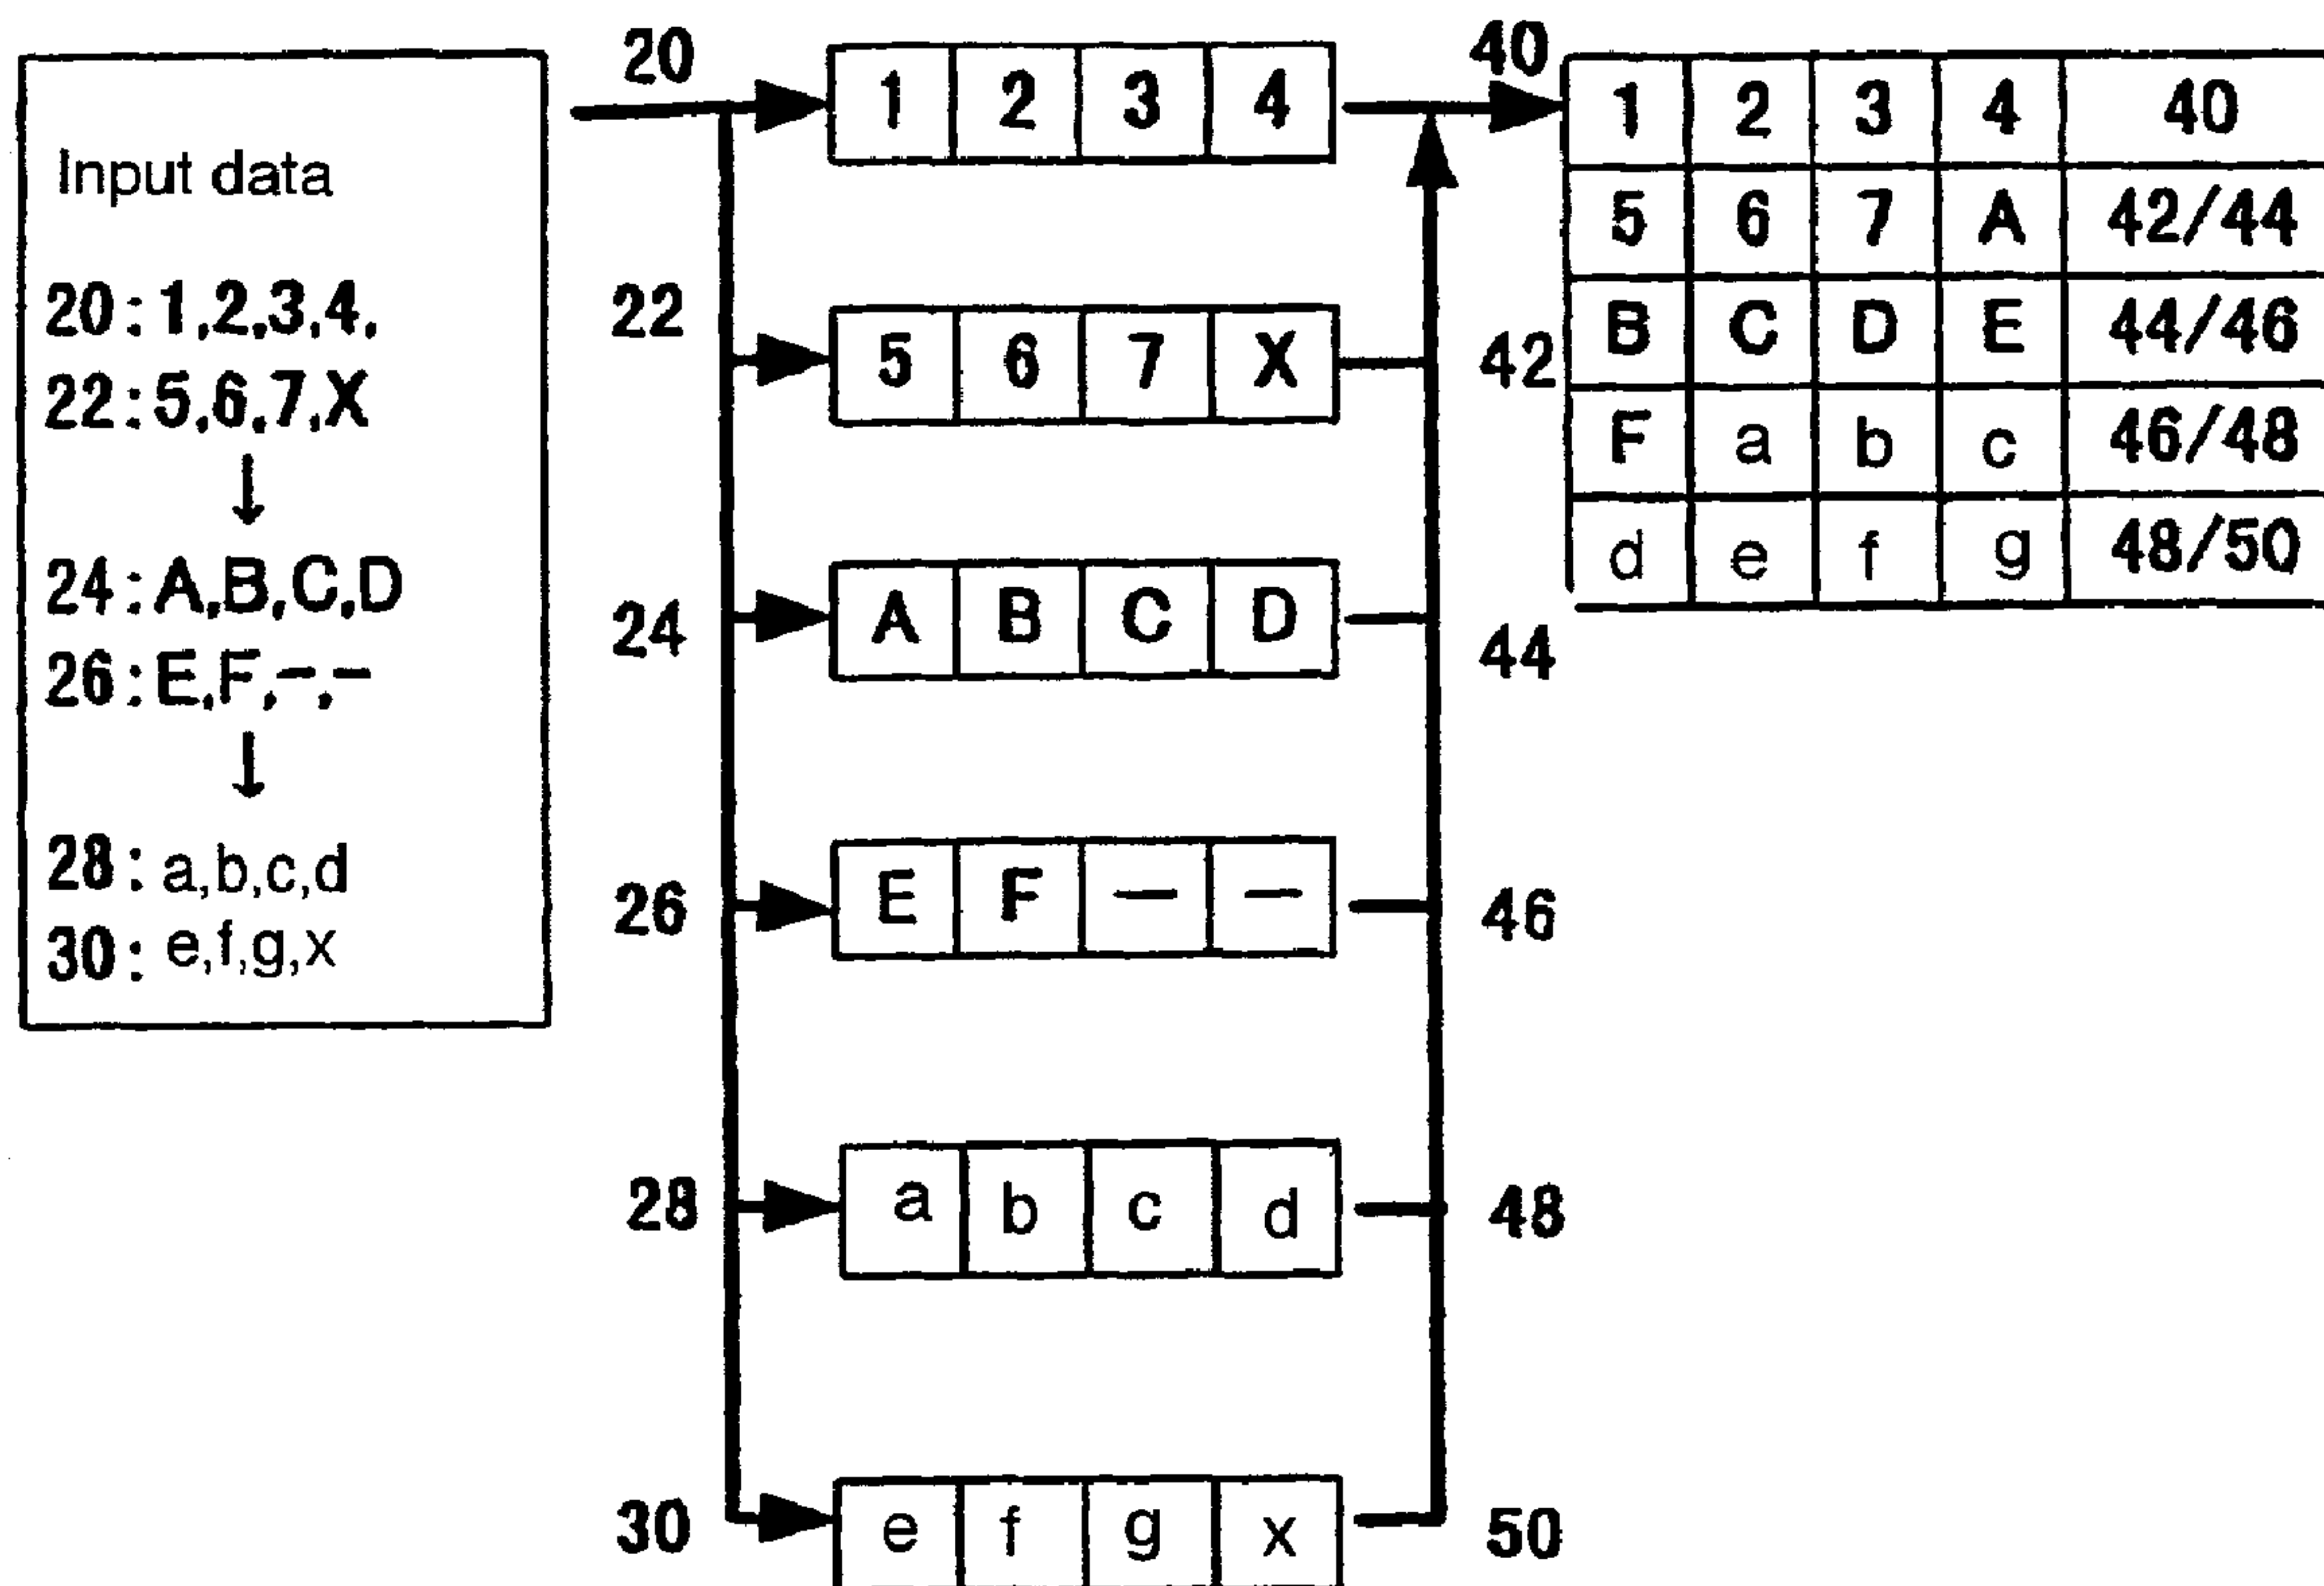 Input data
20:1,2,3,4,
22:5,6,7,X
↓
24:A,B,C,D
26:E,F,-,-
↓
28: a,b,c,d
30: e,f,g,x
20 1 2 3 4 40
22 5 6 7 X 42
24 A B C D 44
26 E F — — 46
28 a b c d 48
30 e f g x 50
1 2 3 4 40
5 6 7 A 42/44
B C D E 44/46
F a b c 46/48
d e f g 48/50